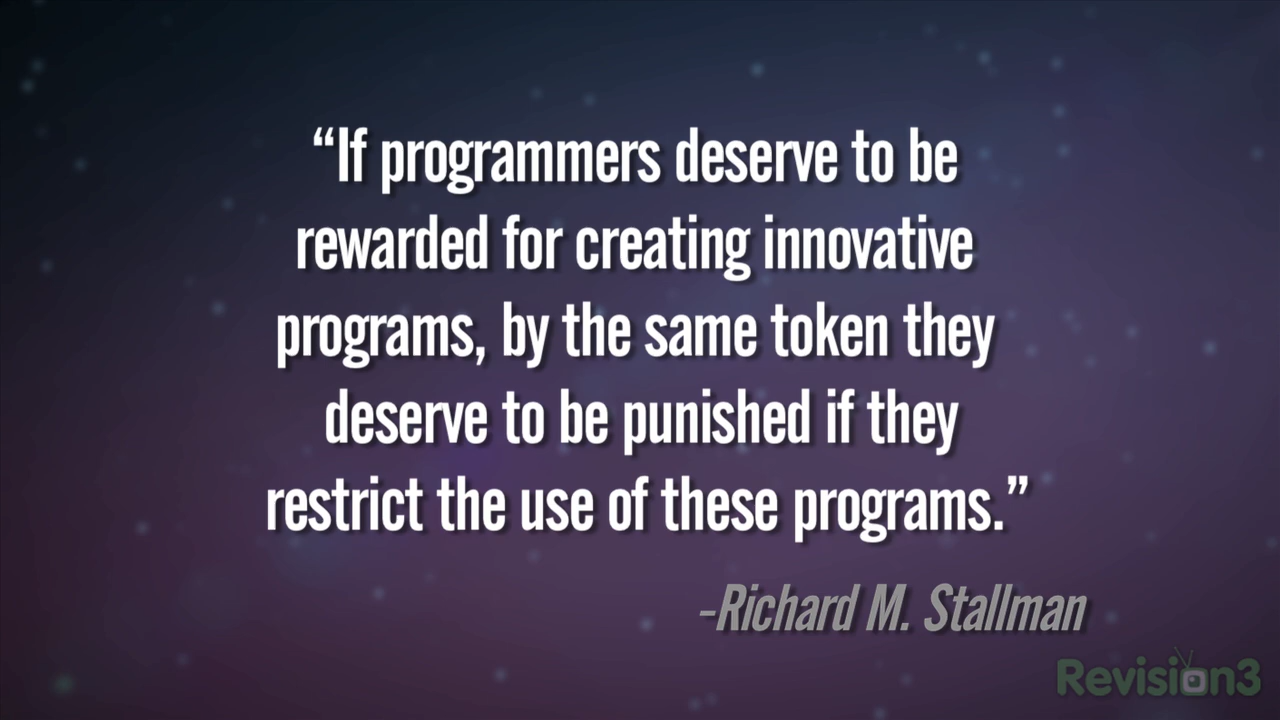 “If programmers deserve to be
rewarded for creating innovative
programs, by the same token they
deserve to be punished if they
restrict the use of these programs.”
-Richard M. Stallman
Revision3